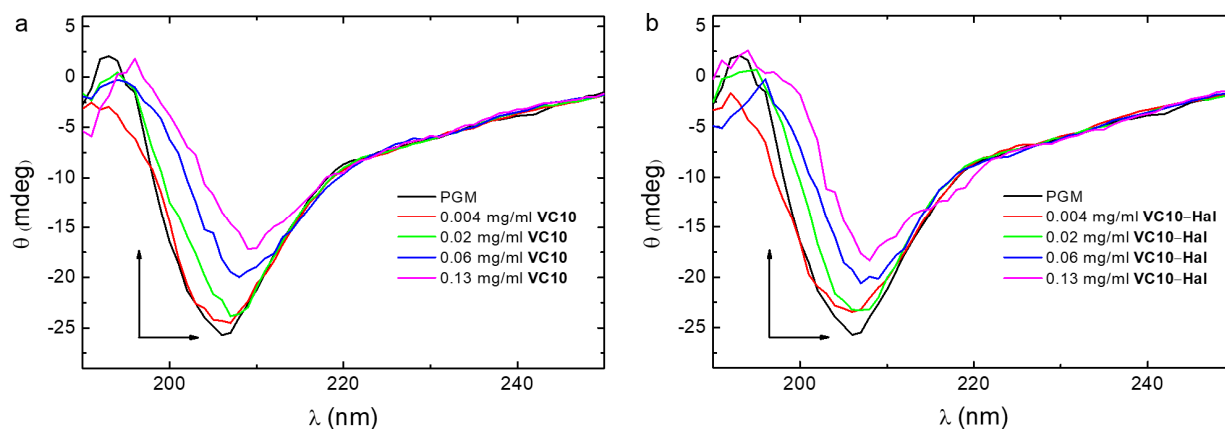 a
5
0
-5
-10
-15
-20
-25
θ (mdeg)
200
220
240
λ (nm)
PGM
0.004 mg/ml VC10
0.02 mg/ml VC10
0.06 mg/ml VC10
0.13 mg/ml VC10
b
5
0
-5
-10
-15
-20
-25
θ (mdeg)
200
220
240
λ (nm)
PGM
0.004 mg/ml VC10–Hal
0.02 mg/ml VC10–Hal
0.06 mg/ml VC10–Hal
0.13 mg/ml VC10–Hal